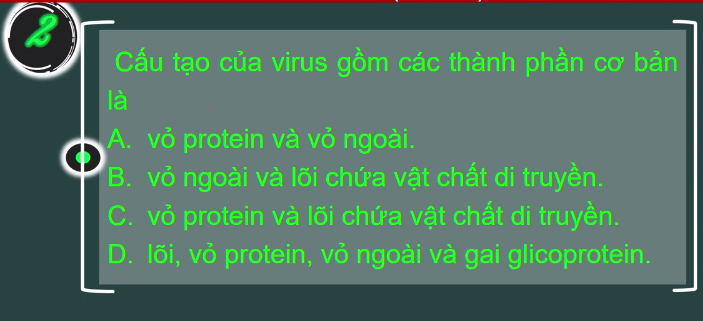 2
Cấu tạo của virus gồm các thành phần cơ bản
là
A. vỏ protein và vỏ ngoài.
B. vỏ ngoài và lõi chứa vật chất di truyền.
C. vỏ protein và lõi chứa vật chất di truyền.
D. lõi, vỏ protein, vỏ ngoài và gai glicoprotein.